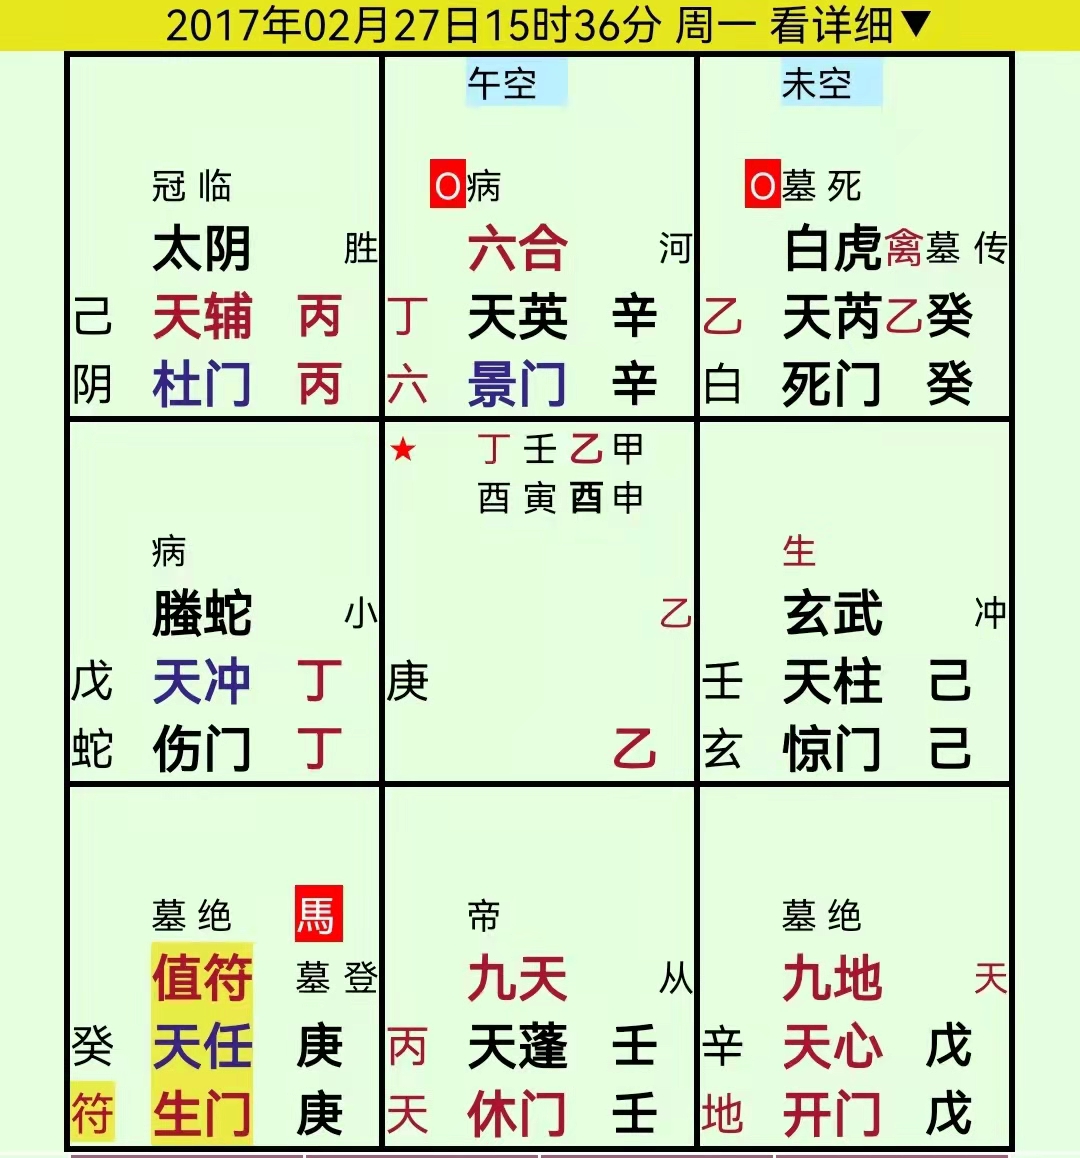 2017年02月27日15时36分 周一 看详细▼
冠 临
太阴 胜
己 天辅 丙
阴 杜门 丙
午空
O 病
六合 河
丁 天英 辛
六 景门 辛
未空
O 墓 死
白虎 禽 墓 传
乙 天芮 乙 癸
白 死门 癸
病
螣蛇 小
戊 天冲 丁
蛇 伤门 丁
★ 丁 壬 乙 甲
酉 寅 酉 申
乙
庚
乙
生
玄武 冲
壬 天柱 己
玄 惊门 己
墓 绝 馬
值符 墓 登
癸 天任 庚
符 生门 庚
帝
九天 从
丙 天蓬 壬
天 休门 壬
墓 绝
九地 天
辛 天心 戊
地 开门 戊